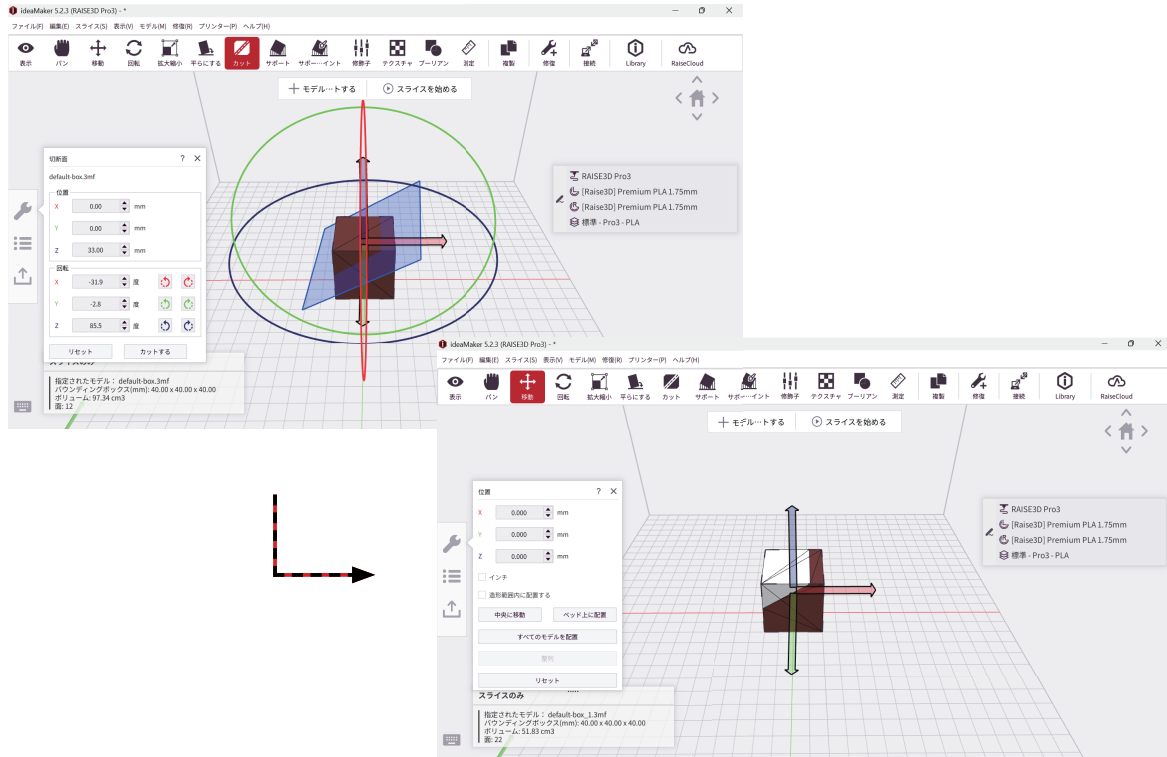 ideaMaker 5.2.3 (RAISE3D Pro3) - *
ファイル(F) 編集(E) スライス(S) 表示(V) モデル(M) 修復(R) プリンター(P) ヘルプ(H)
表示 パン 移動 回転 拡大縮小 平らにする カット サポート サポー…イント 修飾子 テクスチャ ブーリアン 測定 複製 修復 接続 Library RaiseCloud
モデル…トする スライスを始める
切断面 ?
default-box.3mf
位置
X 0.00 mm
Y 0.00 mm
Z 33.00 mm
回転
X -31.9 度
Y -2.8 度
Z 85.5 度
リセット カットする
RAISE3D Pro3
[Raise3D] Premium PLA 1.75mm
[Raise3D] Premium PLA 1.75mm
標準 - Pro3 - PLA
指定されたモデル： default-box.3mf
バウンディングボックス(mm): 40.00 x 40.00 x 40.00
ボリューム: 97.34 cm3
面: 12
ideaMaker 5.2.3 (RAISE3D Pro3) - *
ファイル(F) 編集(E) スライス(S) 表示(V) モデル(M) 修復(R) プリンター(P) ヘルプ(H)
表示 パン 移動 回転 拡大縮小 平らにする カット サポート サポー…イント 修飾子 テクスチャ ブーリアン 測定 複製 修復 接続 Library RaiseCloud
モデル…トする スライスを始める
位置 ?
X 0.000 mm
Y 0.000 mm
Z 0.000 mm
インチ
造形範囲内に配置する
中央に移動 ベッド上に配置
すべてのモデルを配置
整列
リセット
RAISE3D Pro3
[Raise3D] Premium PLA 1.75mm
[Raise3D] Premium PLA 1.75mm
標準 - Pro3 - PLA
スライスのみ
指定されたモデル： default-box_1.3mf
バウンディングボックス(mm): 40.00 x 40.00 x 40.00
ボリューム: 51.83 cm3
面: 22